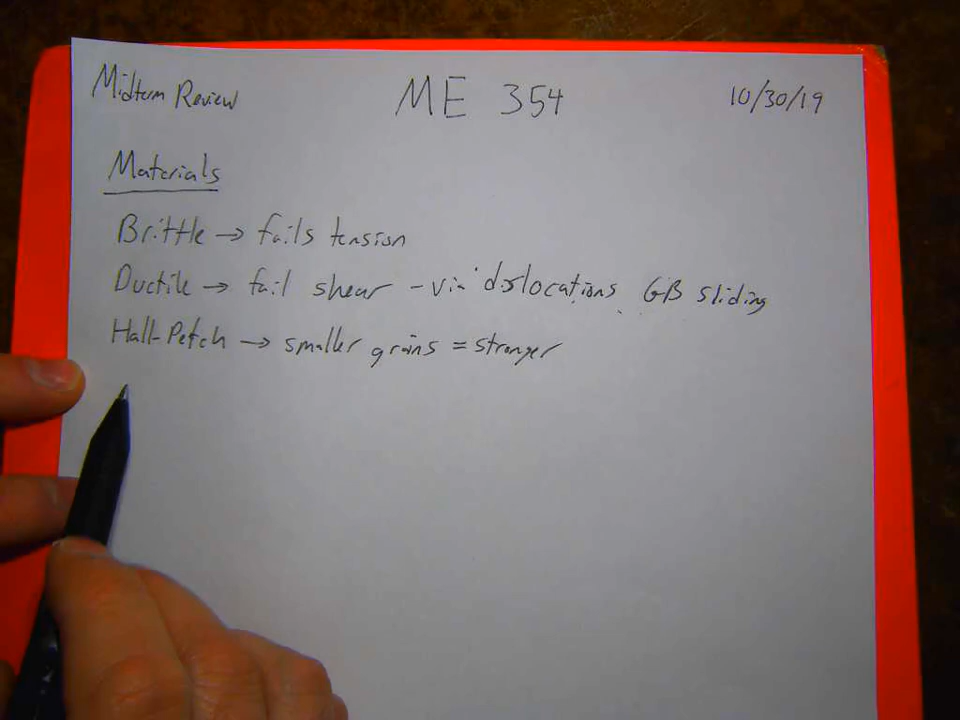 Midterm Review ME 354 10/30/19
Materials
Brittle → fails tension
Ductile → fail shear - via dislocations, GB sliding
Hall-Petch → smaller grains = stronger